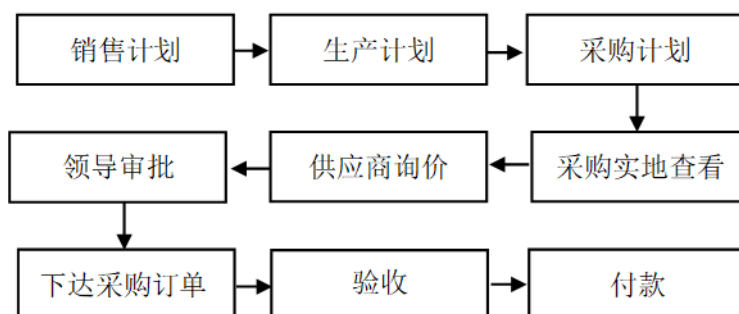 销售计划
生产计划
采购计划
领导审批
供应商询价
采购实地查看
下达采购订单
验收
付款